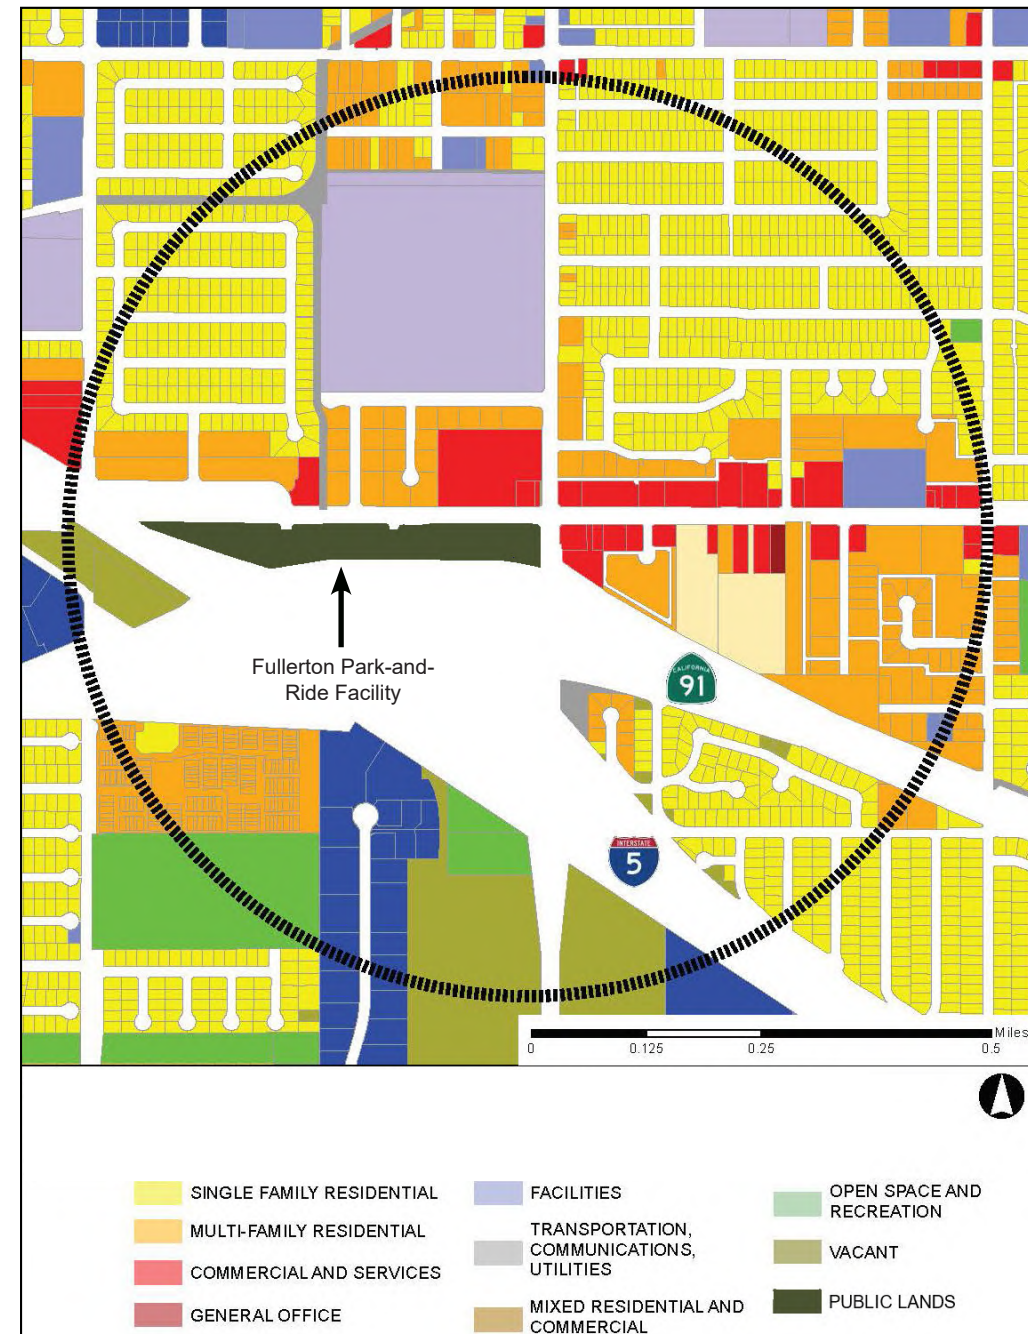 Fullerton Park-and-
Ride Facility
CALIFORNIA
91
INTERSTATE
5
Miles
0
0.125
0.25
0.5
SINGLE FAMILY RESIDENTIAL
MULTI-FAMILY RESIDENTIAL
COMMERCIAL AND SERVICES
GENERAL OFFICE
FACILITIES
TRANSPORTATION,
COMMUNICATIONS,
UTILITIES
MIXED RESIDENTIAL AND
COMMERCIAL
OPEN SPACE AND
RECREATION
VACANT
PUBLIC LANDS